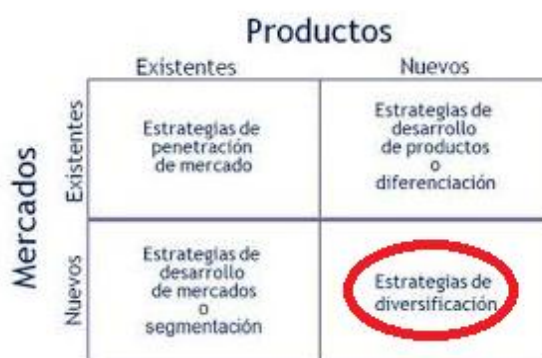 Productos
Existentes
Nuevos
Mercados
Existentes
Estrategias de
penetración
de mercado
Estrategias de
desarrollo
de productos
o
diferenciación
Nuevos
Estrategias de
desarrollo
de mercados
o
segmentación
Estrategias de
diversificación